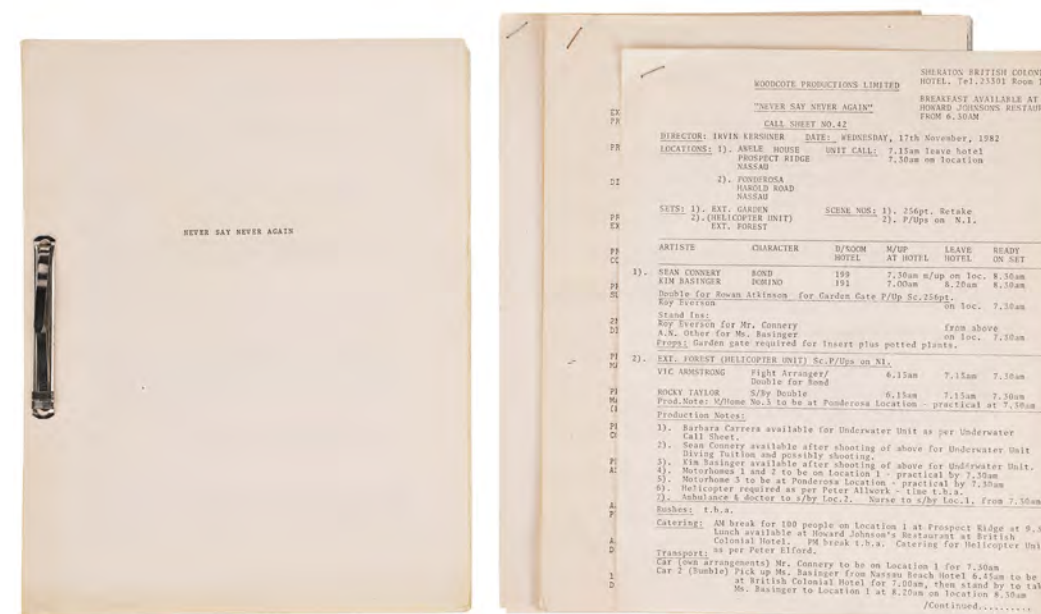 NEVER SAY NEVER AGAIN
SHERATON BRITISH COLONI
HOTEL. Tel.23301 Room
WOODCOTE PRODUCTIONS LIMITED
BREAKFAST AVAILABLE AT
HOWARD JOHNSONS RESTAUR
FROM 6.30AM
"NEVER SAY NEVER AGAIN"
CALL SHEET NO.42
DIRECTOR: IRVIN KERSHNER DATE: WEDNESDAY, 17th November, 1982
LOCATIONS: 1). AWELE HOUSE UNIT CALL: 7.15am leave hotel
PROSPECT RIDGE 7.30am on location
NASSAU
2). PONDEROSA
HAROLD ROAD
NASSAU
SETS: 1). EXT. GARDEN SCENE NOS: 1). 256pt. Retake
2).(HELICOPTER UNIT) 2). P/Ups on N.1.
EXT. FOREST
ARTISTE CHARACTER D/ROOM M/UP LEAVE READY
HOTEL AT HOTEL HOTEL ON SET
1). SEAN CONNERY BOND 199 7.30am m/up on loc. 8.30am
KIM BASINGER DOMINO 191 7.00am 8.20am 8.30am
Double for Rowan Atkinson for Garden Gate P/Up Sc.256pt.
Roy Everson on loc. 7.30am
Stand Ins:
Roy Everson for Mr. Connery from above
A.N. Other for Ms. Basinger on loc. 7.30am
Props: Garden gate required for Insert plus potted plants.
2). EXT. FOREST (HELICOPTER UNIT) Sc.P/Ups on N1.
VIC ARMSTRONG Fight Arranger/ 6.15am 7.15am 7.30am
Double for Bond
ROCKY TAYLOR S/By Double 6.15am 7.15am 7.30am
Prod.Note: M/Home No.3 to be at Ponderosa Location - practical at 7.30am
Production Notes:
1). Barbara Carrera available for Underwater Unit as per Underwater
Call Sheet.
2). Sean Connery available after shooting of above for Underwater Unit
Diving Tuition and possibly shooting.
3). Kim Basinger available after shooting of above for Underwater Unit.
4). Motorhomes 1 and 2 to be on Location 1 - practical by 7.30am
5). Motorhome 3 to be at Ponderosa Location - practical by 7.30am
6). Helicopter required as per Peter Allwork - time t.b.a.
7). Ambulance & doctor to s/by Loc.2. Nurse to s/by Loc.1. from 7.30am
Rushes: t.b.a.
Catering: AM break for 100 people on Location 1 at Prospect Ridge at 9.3
Lunch available at Howard Johnson's Restaurant at British
Colonial Hotel. PM break t.b.a. Catering for Helicopter Uni
as per Peter Elford.
Transport:
Car (own arrangements) Mr. Connery to be on Location 1 for 7.30am
Car 2 (Bumble) Pick up Ms. Basinger from Nassau Beach Hotel 6.45am to be
at British Colonial Hotel for 7.00am, then stand by to tak
Ms. Basinger to Location 1 at 8.20am on location 8.30am
/Continued..........